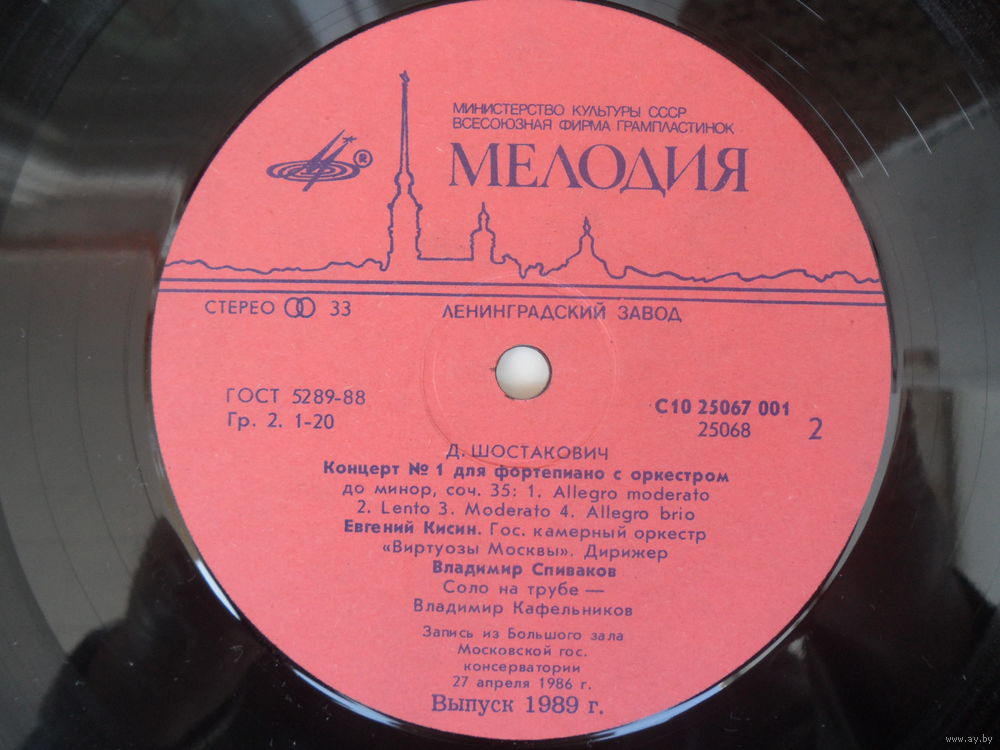 МИНИСТЕРСТВО КУЛЬТУРЫ СССР
ВСЕСОЮЗНАЯ ФИРМА ГРАМПЛАСТИНОК
МЕЛОДИЯ
®
СТЕРЕО 33
ЛЕНИНГРАДСКИЙ ЗАВОД
ГОСТ 5289-88
Гр. 2. 1-20
С10 25067 001
25068
2
Д. ШОСТАКОВИЧ
Концерт № 1 для фортепиано с оркестром
до минор, соч. 35: 1. Allegro moderato
2. Lento 3. Moderato 4. Allegro brio
Евгений Кисин. Гос. камерный оркестр
«Виртуозы Москвы». Дирижер
Владимир Спиваков
Соло на трубе —
Владимир Кафельников
Запись из Большого зала
Московской гос.
консерватории
27 апреля 1986 г.
Выпуск 1989 г.
www.ay.by